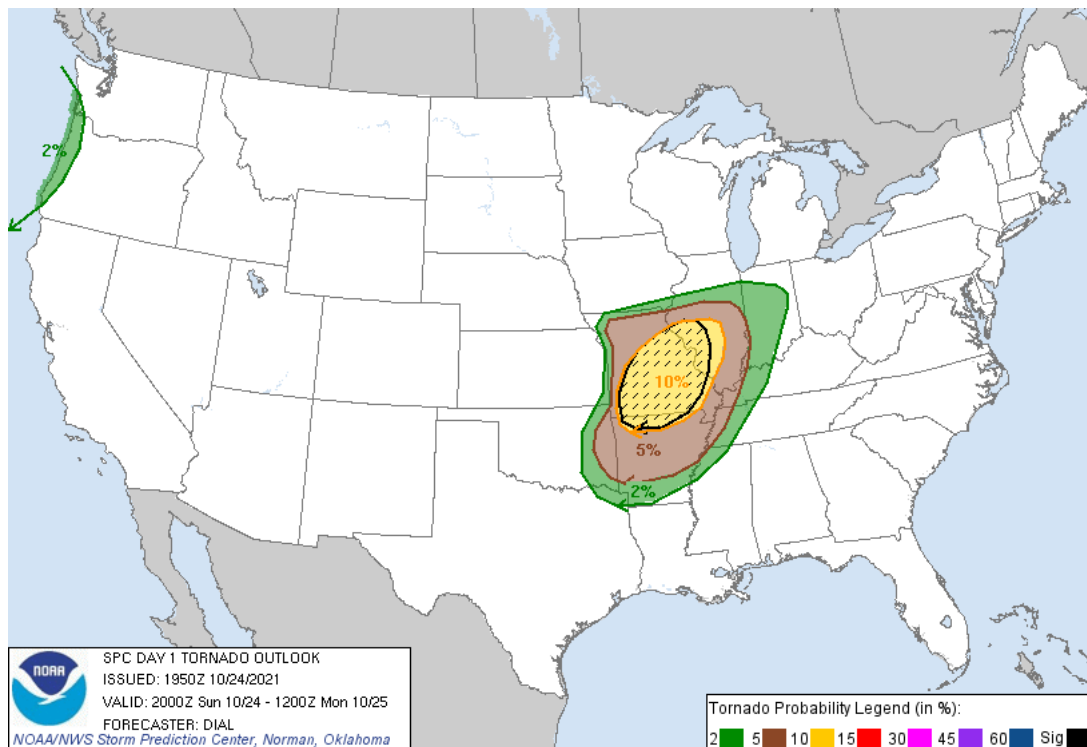 2%
10%
5%
2%
NOAA
SPC DAY 1 TORNADO OUTLOOK
ISSUED: 1950Z 10/24/2021
VALID: 2000Z Sun 10/24 - 1200Z Mon 10/25
FORECASTER: DIAL
NOAA/NWS Storm Prediction Center, Norman, Oklahoma
Tornado Probability Legend (in %):
2 5 10 15 30 45 60 Sig